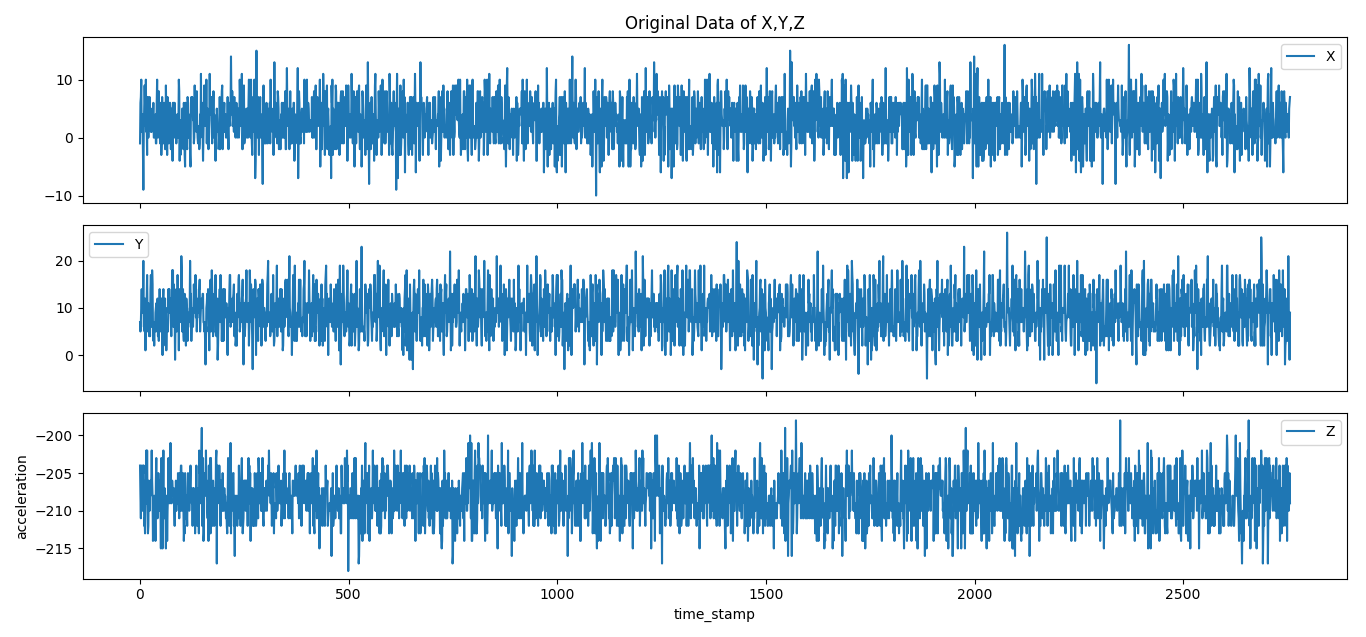 Original Data of X,Y,Z
10
0
−10
X
20
10
0
Y
−200
−205
−210
−215
Z
acceleration
0 500 1000 1500 2000 2500
time_stamp